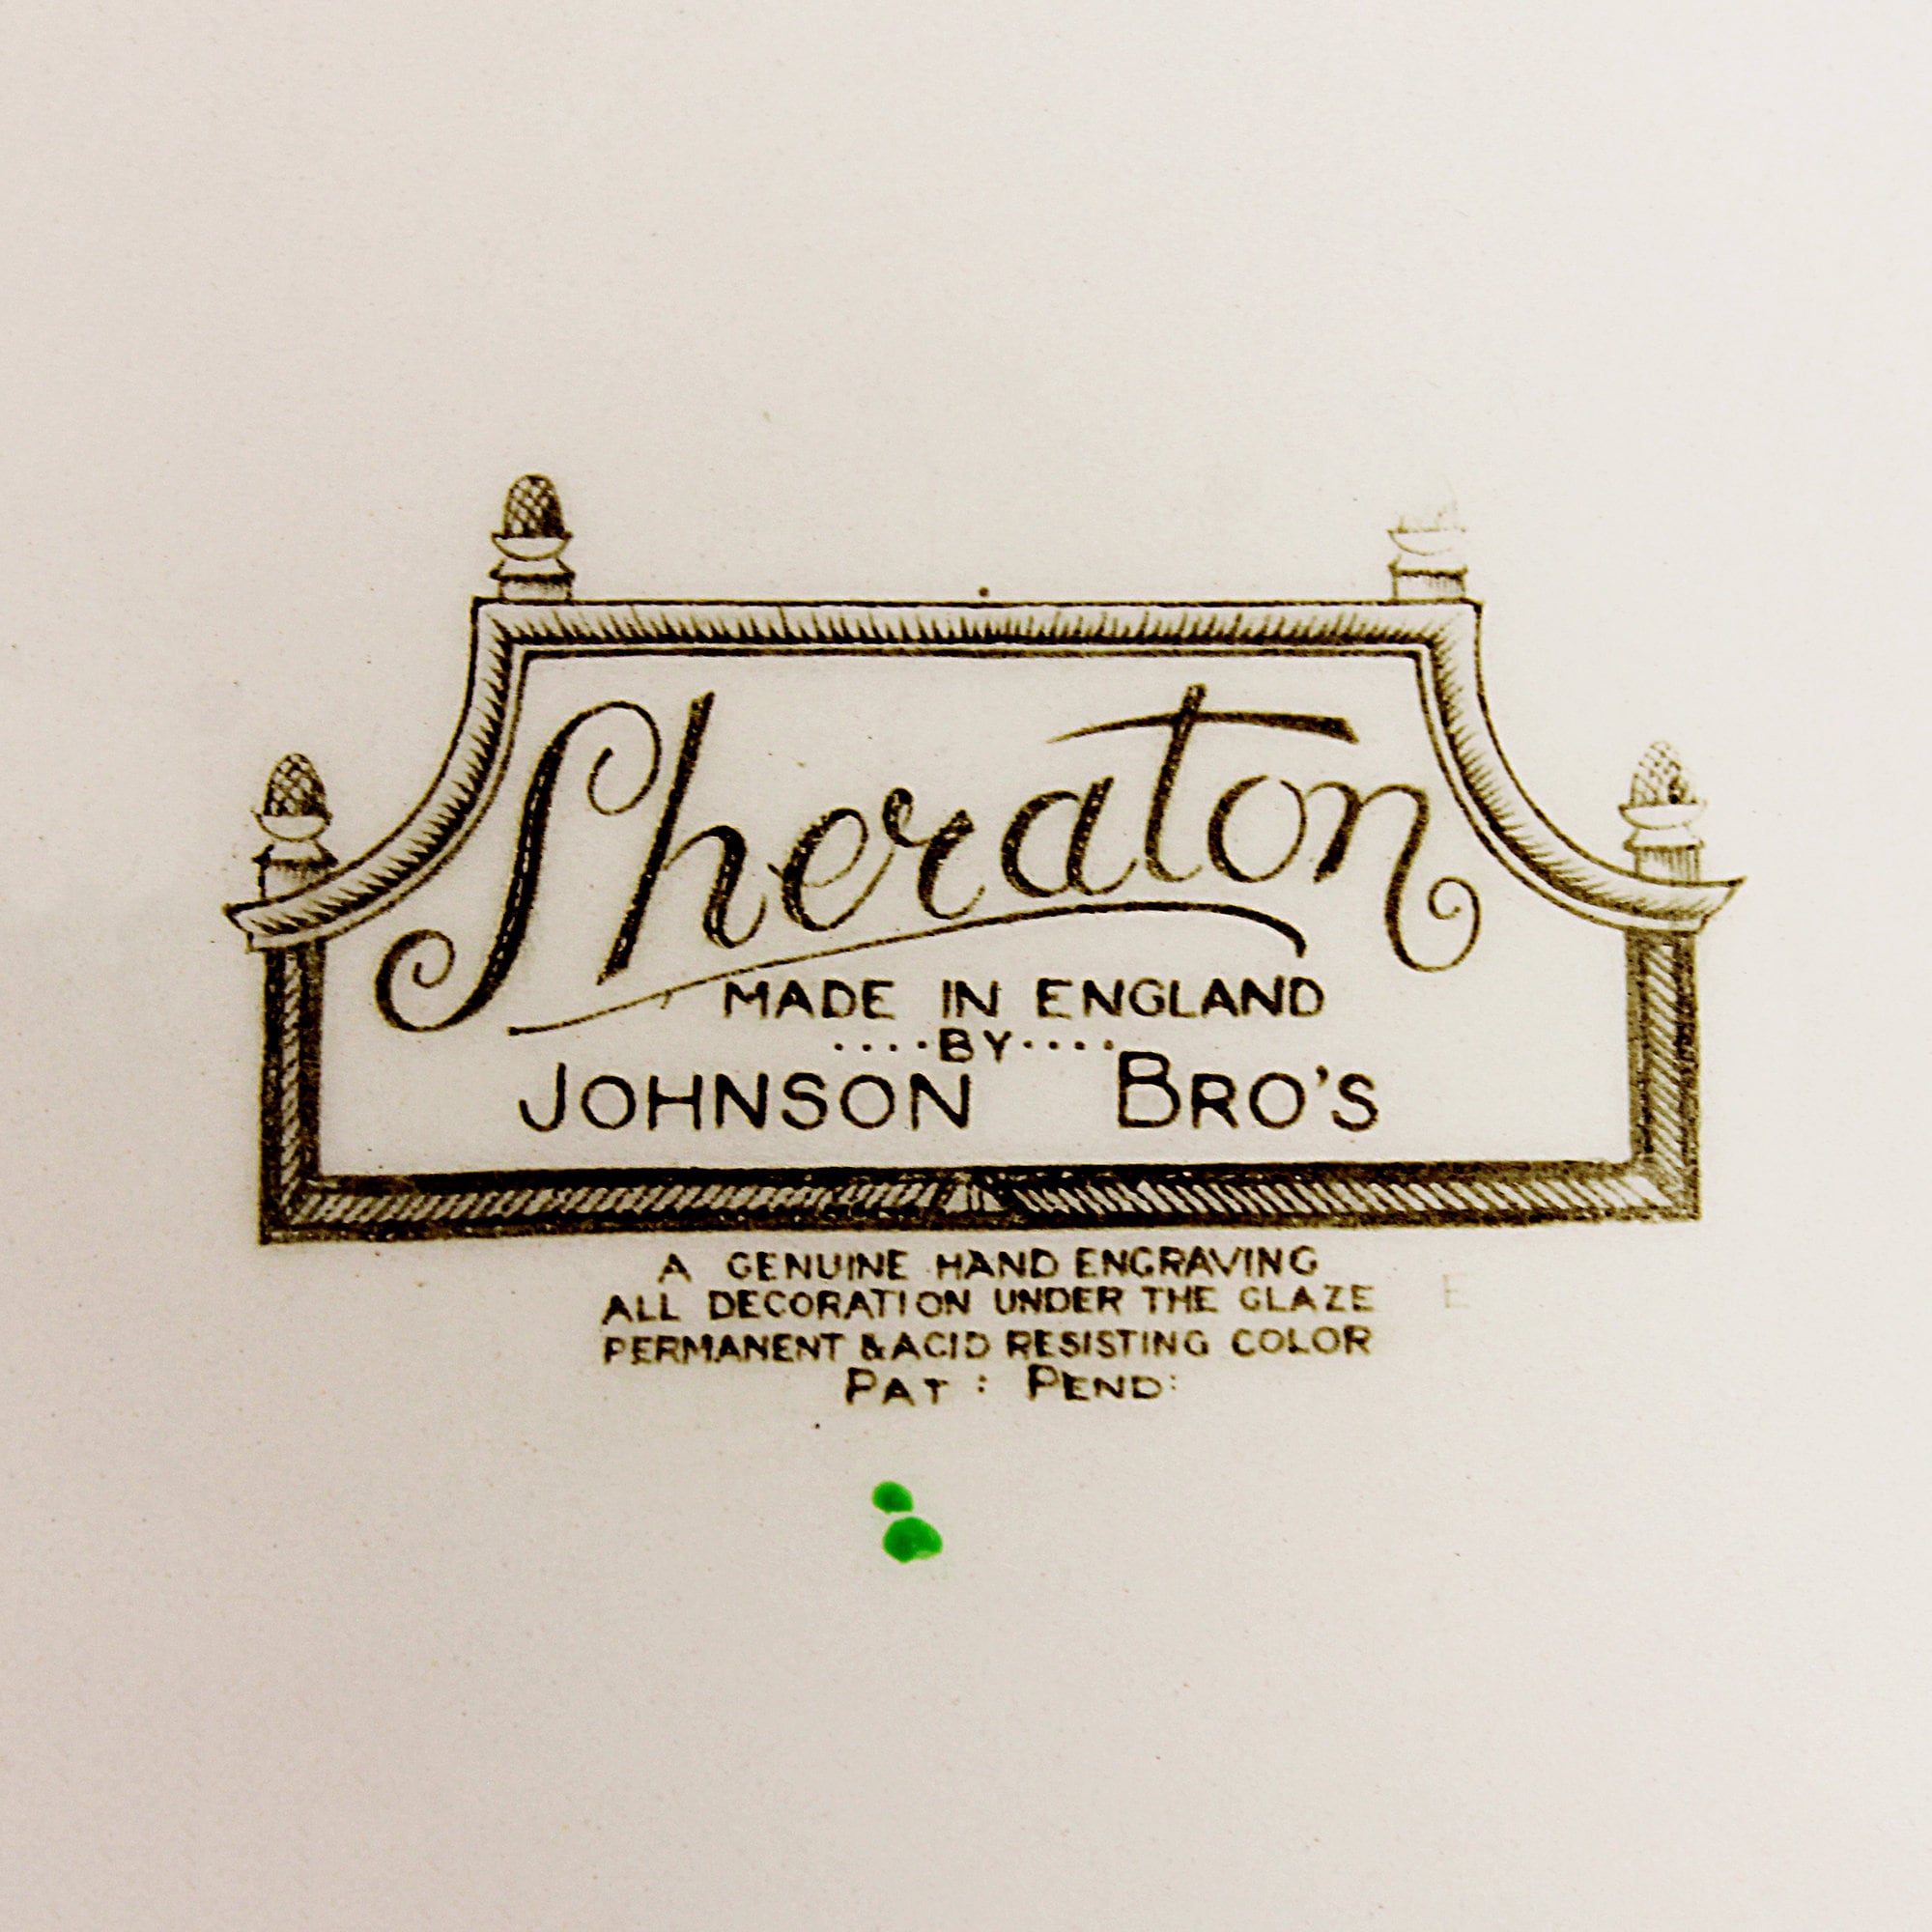 Sheraton
MADE IN ENGLAND
....BY....
JOHNSON BRO'S
A GENUINE HAND ENGRAVING
ALL DECORATION UNDER THE GLAZE
PERMANENT & ACID RESISTING COLOR
PAT: PEND: